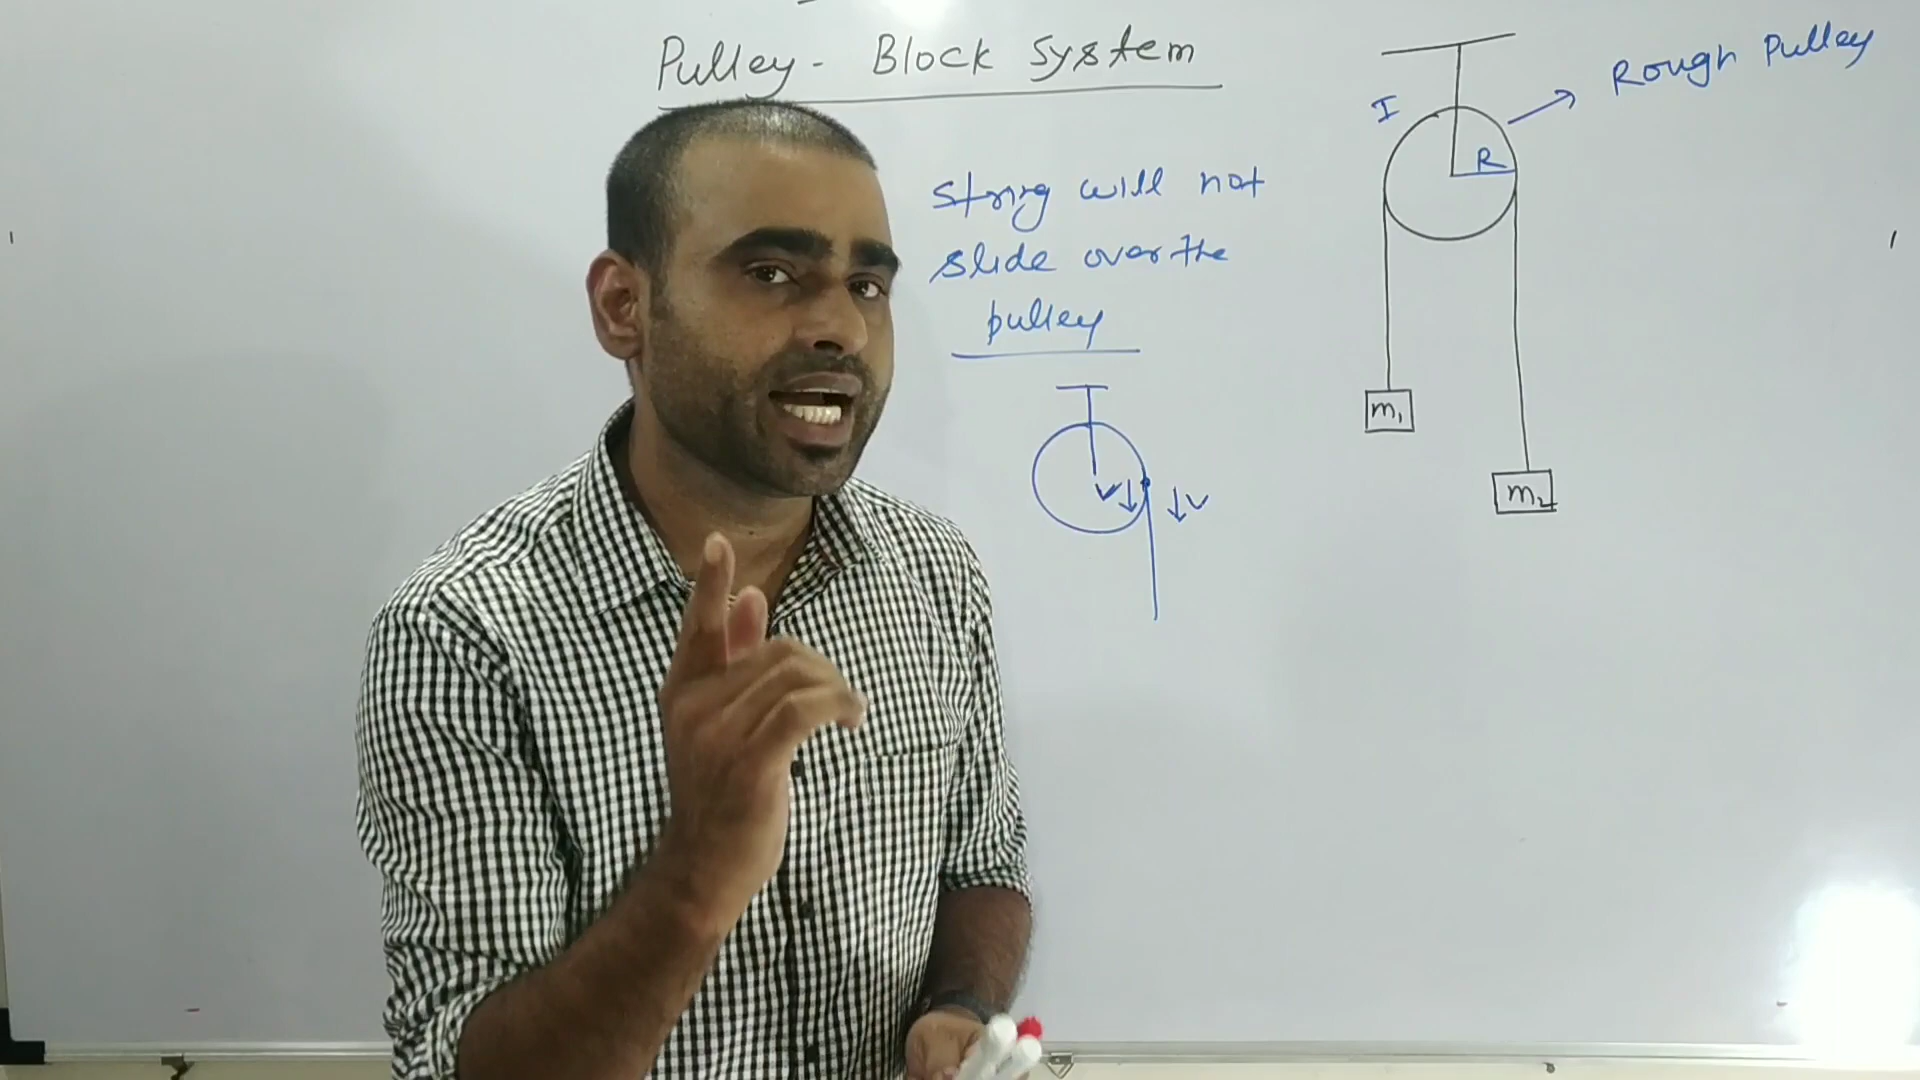 Pulley - Block System
String will not
slide over the
pulley
V ↓ ↓ V
I
R
→ Rough Pulley
m₁
m₂